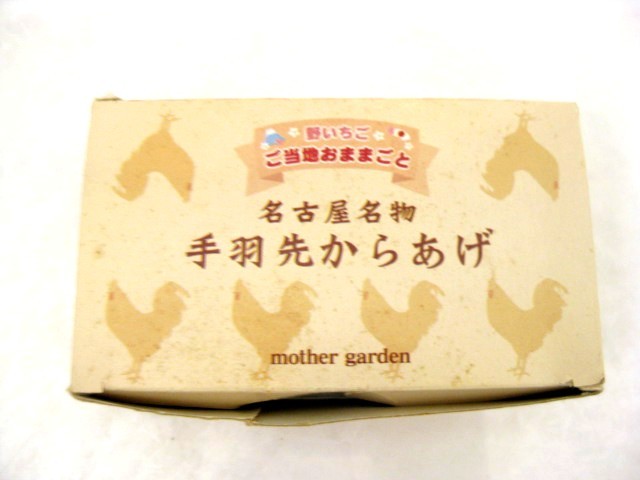 野いちご
ご当地おままごと
名古屋名物
手羽先からあげ
mother garden